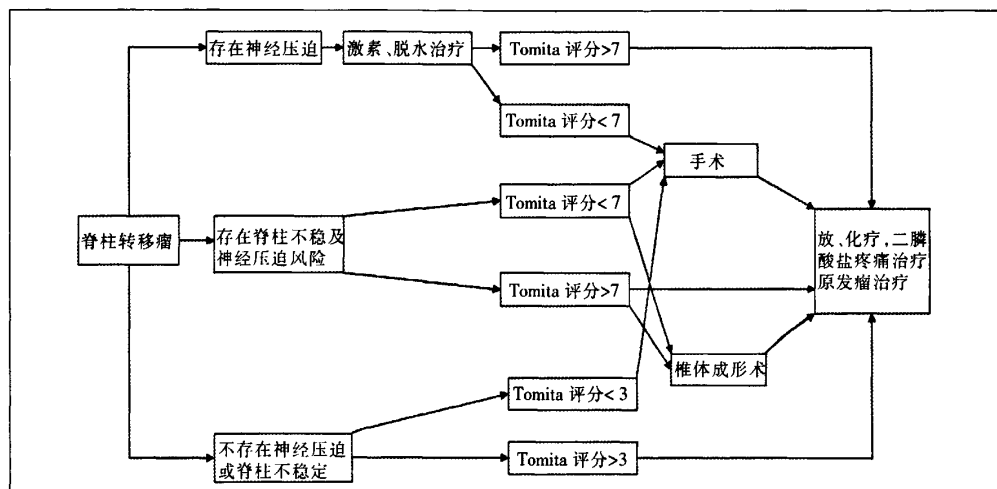 存在神经压迫
激素、脱水治疗
Tomita 评分>7
Tomita 评分<7
手术
脊柱转移瘤
存在脊柱不稳及
神经压迫风险
Tomita 评分<7
Tomita 评分>7
放、化疗,二膦
酸盐疼痛治疗
原发瘤治疗
椎体成形术
Tomita 评分<3
不存在神经压迫
或脊柱不稳定
Tomita 评分>3